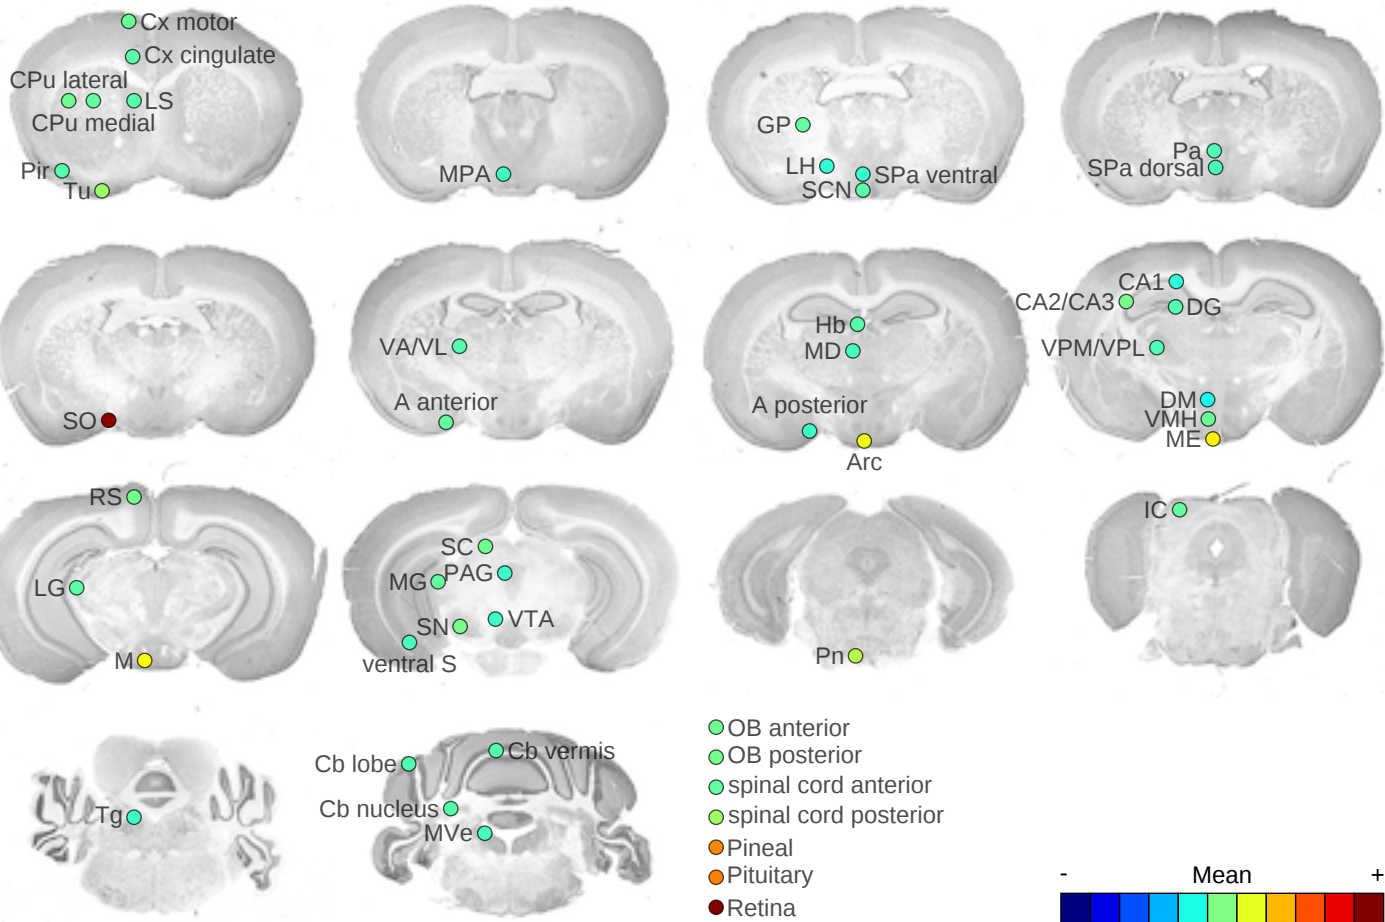 Cx motor
Cx cingulate
CPu lateral
LS
CPu medial
Pir
Tu
MPA
GP
LH
SPa ventral
SCN
Pa
SPa dorsal
SO
VA/VL
A anterior
Hb
MD
A posterior
Arc
CA1
CA2/CA3
DG
VPM/VPL
DM
VMH
ME
RS
LG
M
SC
MG
PAG
SN
VTA
ventral S
Pn
IC
Tg
Cb lobe
Cb vermis
Cb nucleus
MVe
OB anterior
OB posterior
spinal cord anterior
spinal cord posterior
Pineal
Pituitary
Retina
- Mean +